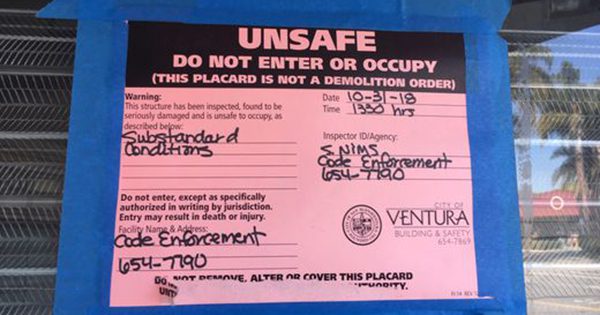 UNSAFE
DO NOT ENTER OR OCCUPY
(THIS PLACARD IS NOT A DEMOLITION ORDER)
Warning:
This structure has been inspected, found to be
seriously damaged and is unsafe to occupy, as
described below:
Substandard
Conditions
Do not enter, except as specifically
authorized in writing by jurisdiction.
Entry may result in death or injury.
Facility Name & Address:
Code Enforcement
654-7790
Date 10-31-18
Time 1330 hrs
Inspector ID/Agency:
S. NIMS
Code Enforcement
654-7790
CITY OF
VENTURA
BUILDING & SAFETY
654-7869
DO NOT REMOVE, ALTER OR COVER THIS PLACARD
UNTI